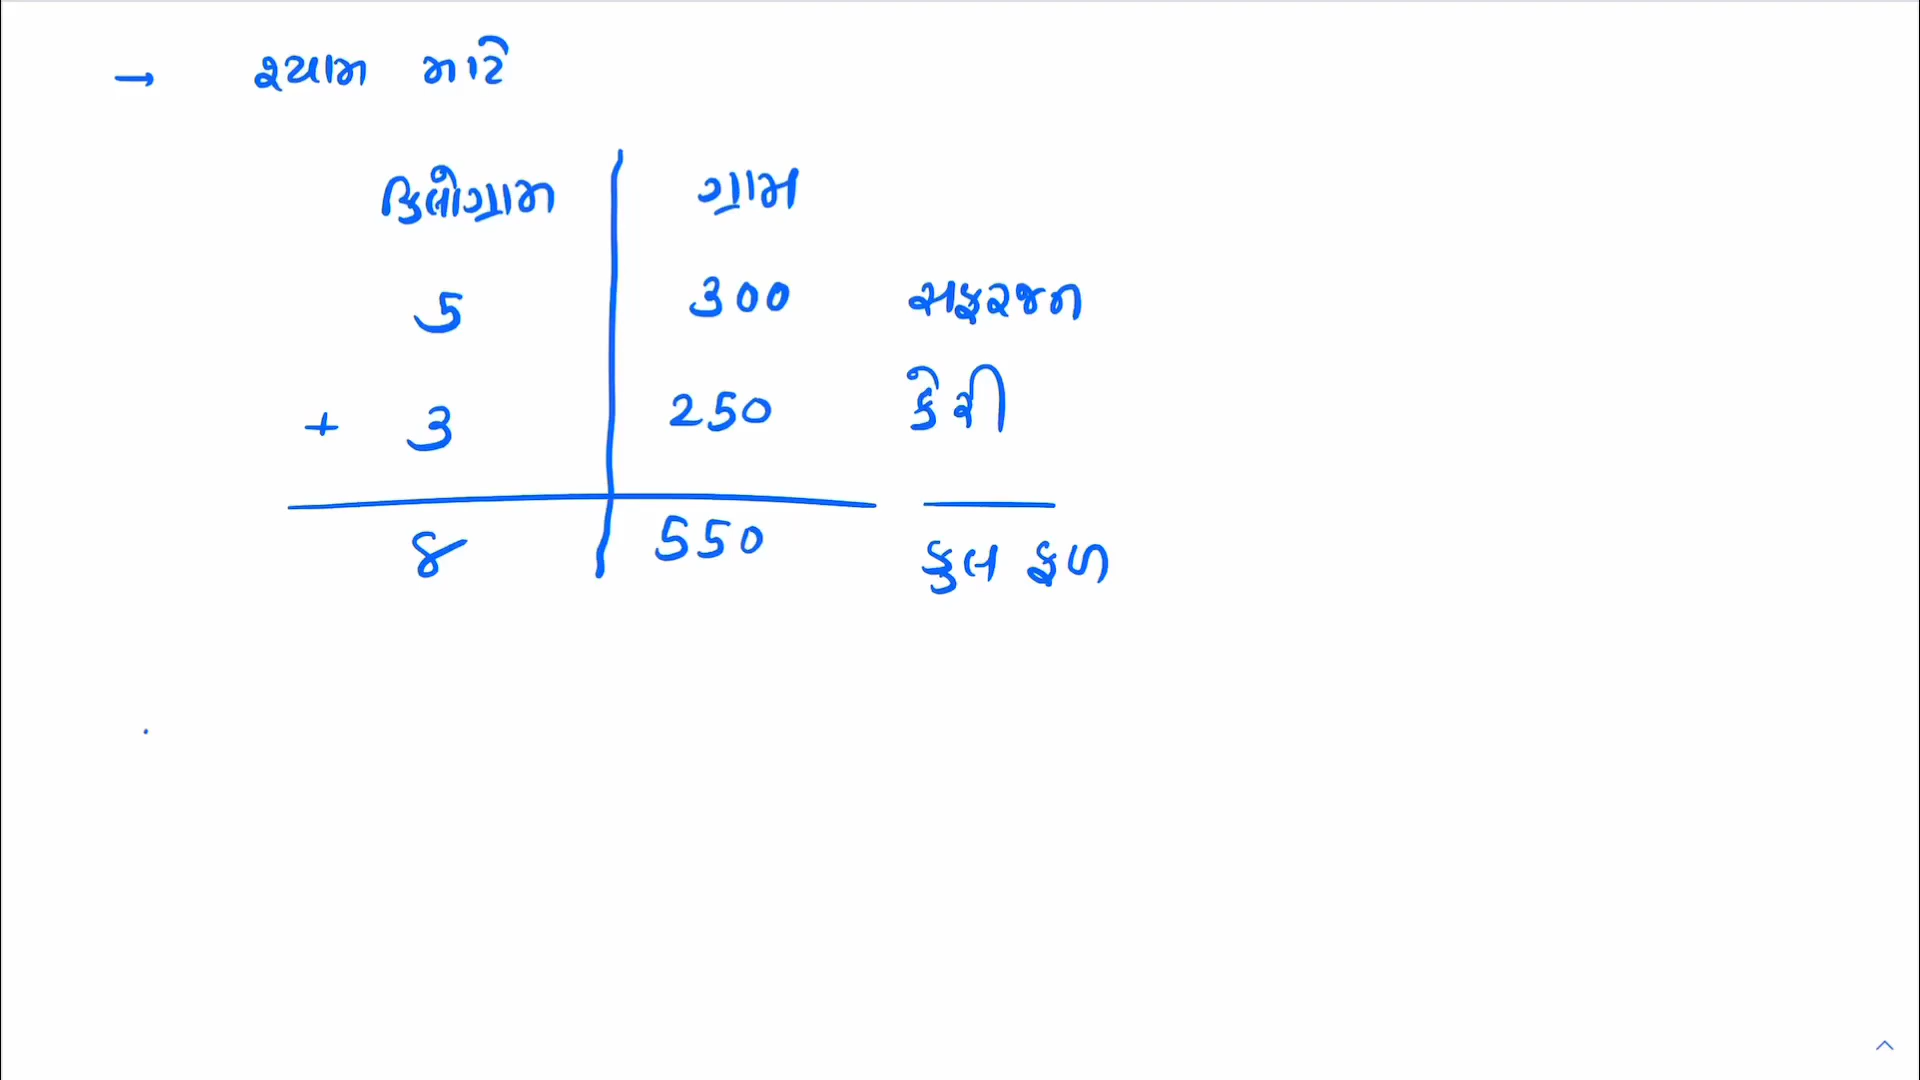 → શ્યામ માટે
કિલોગ્રામ ગ્રામ
5 300 સફરજન
+ 3 250 કેરી
8 550 કુલ ફળ